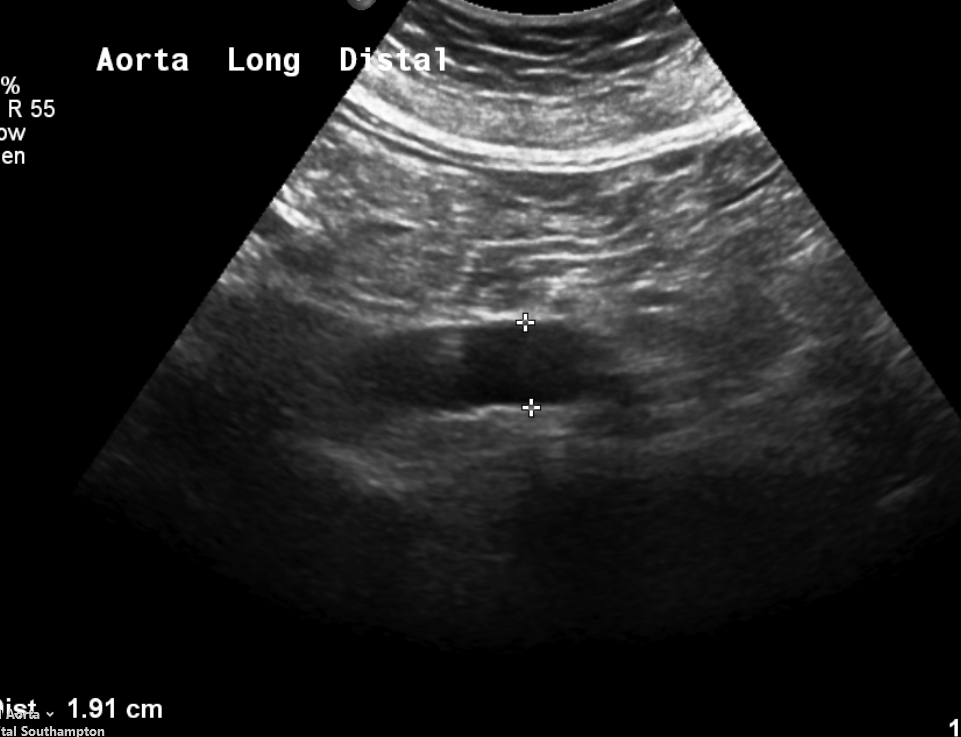 Aorta Long Distal
%
R 55
ow
en
Dist 1.91 cm
Aorta
tal Southampton
1